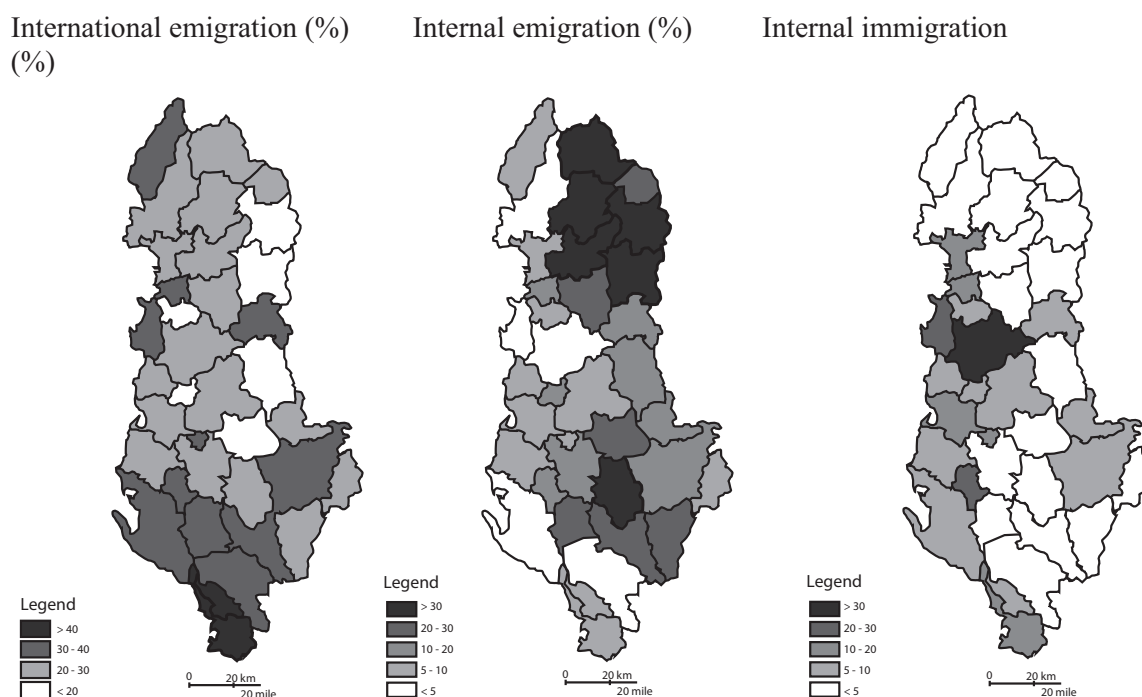 International emigration (%)
Internal emigration (%)
Internal immigration
(%)
Legend
> 40
30 - 40
20 - 30
< 20
0 20 km
20 mile
Legend
> 30
20 - 30
10 - 20
5 - 10
< 5
0 20 km
20 mile
Legend
> 30
20 - 30
10 - 20
5 - 10
< 5
0 20 km
20 mile